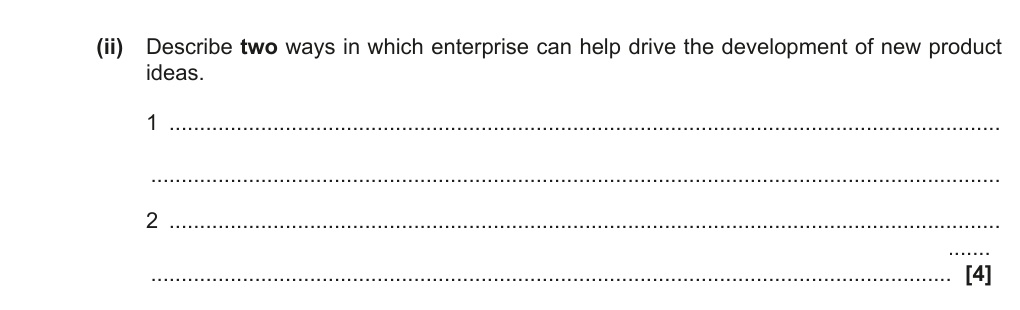 (ii) Describe two ways in which enterprise can help drive the development of new product
ideas.
1 ..........................................................................................................................................
.............................................................................................................................................
2 ..........................................................................................................................................
.......
..................................................................................................................................... [4]